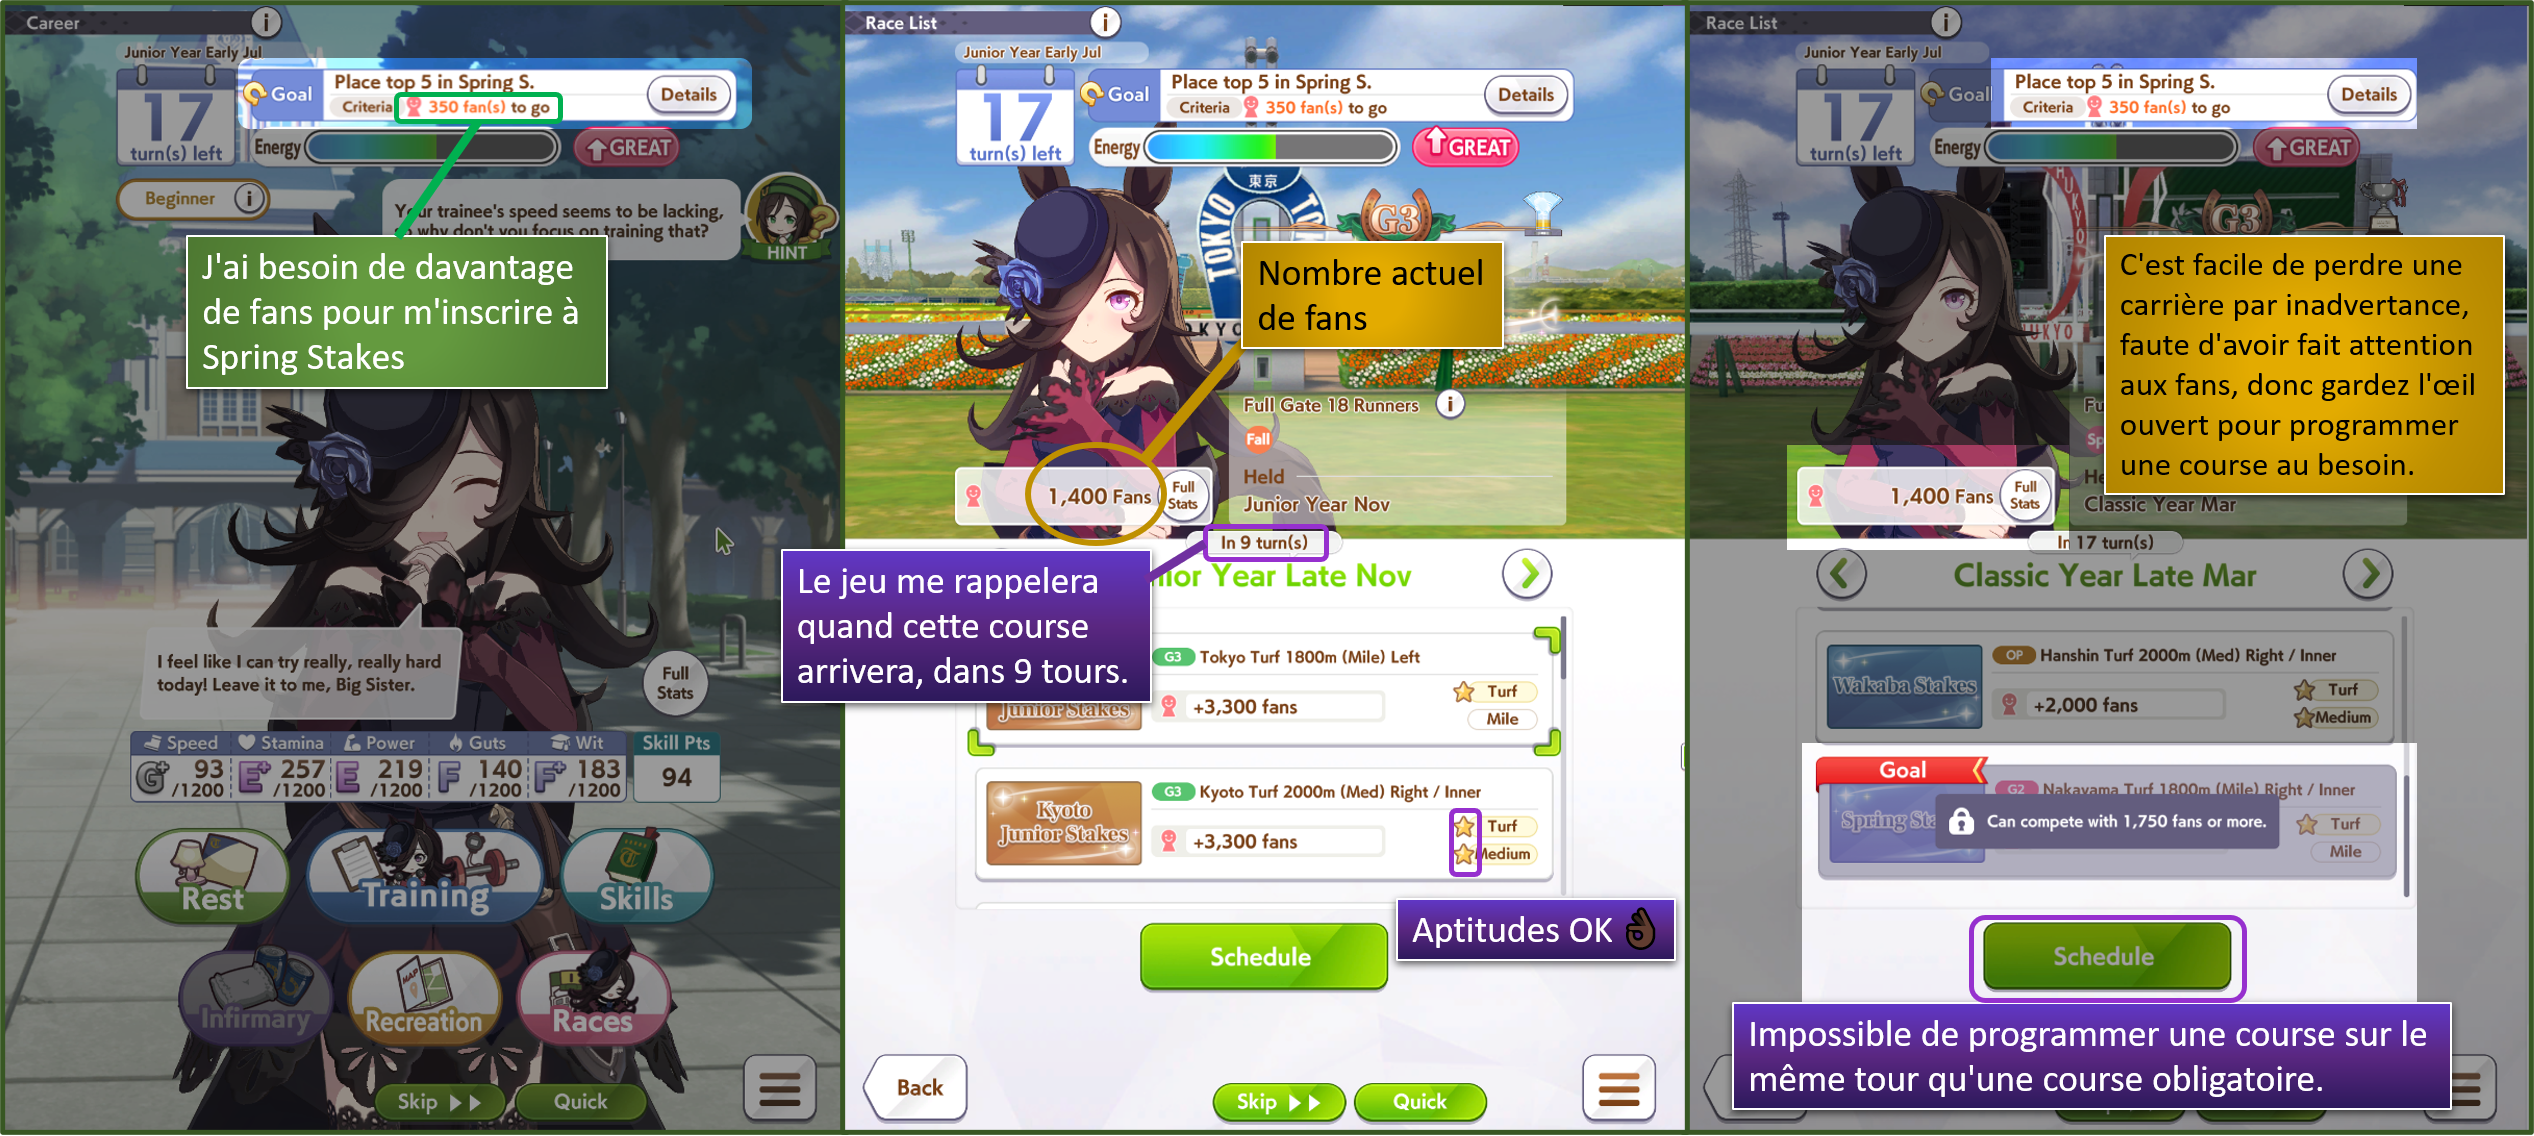 Career
Junior Year Early Jul
17
turn(s) left
Goal
Place top 5 in Spring S.
Criteria 350 fan(s) to go
Details
Energy
GREAT
Beginner
Your trainee's speed seems to be lacking,
so why don't you focus on training that?
HINT
J'ai besoin de davantage
de fans pour m'inscrire à
Spring Stakes
I feel like I can try really, really hard
today! Leave it to me, Big Sister.
Full
Stats
Speed Stamina Power Guts Wit Skill Pts
G+ 93 /1200 E+ 257 /1200 E 219 /1200 F 140 /1200 F+ 183 /1200 94
Rest
Training
Skills
Infirmary
Recreation
Races
Skip
Quick
Race List
Junior Year Early Jul
17
turn(s) left
Goal
Place top 5 in Spring S.
Criteria 350 fan(s) to go
Details
Energy
GREAT
東京
TOKYO
G3
Nombre actuel
de fans
Full Gate 18 Runners
Fall
Held
Junior Year Nov
1,400 Fans
Full
Stats
In 9 turn(s)
Le jeu me rappelera
quand cette course
arrivera, dans 9 tours.
Year Late Nov
G3 Tokyo Turf 1800m (Mile) Left
Junior Stakes
+3,300 fans
Turf
Mile
G3 Kyoto Turf 2000m (Med) Right / Inner
Kyoto
Junior Stakes
+3,300 fans
Turf
Medium
Aptitudes OK 👌🏿
Schedule
Back
Skip
Quick
Race List
Junior Year Early Jul
17
turn(s) left
Goal
Place top 5 in Spring S.
Criteria 350 fan(s) to go
Details
Energy
GREAT
G3
C'est facile de perdre une
carrière par inadvertance,
faute d'avoir fait attention
aux fans, donc gardez l'œil
ouvert pour programmer
une course au besoin.
Classic Year Mar
1,400 Fans
Full
Stats
In 17 turn(s)
Classic Year Late Mar
Wakaba Stakes
OP Hanshin Turf 2000m (Med) Right / Inner
+2,000 fans
Turf
Medium
Goal
G2 Nakayama Turf 1800m (Mile) Right / Inner
Spring
Can compete with 1,750 fans or more.
Turf
Mile
Schedule
Impossible de programmer une course sur le
même tour qu'une course obligatoire.